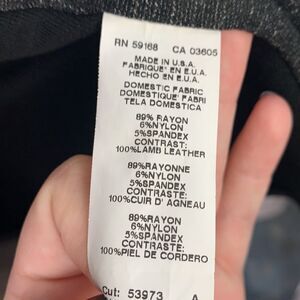 RN 59168 CA 03605
MADE IN U.S.A.
FABRIQUE' EN E.U.A.
HECHO EN E.U.A.
DOMESTIC FABRIC
DOMESTIQUE' FABRI
TELA DOMESTICA
89% RAYON
6%NYLON
5%SPANDEX
CONTRAST:
100%LAMB LEATHER
89%RAYONNE
6%NYLON
5%SPANDEX
CONTRASTE:
100%CUIR D' AGNEAU
89%RAYON
6%NYLON
5%SPANDEX
CONTRASTE:
100%PIEL DE CORDERO
Cut: 53973 A